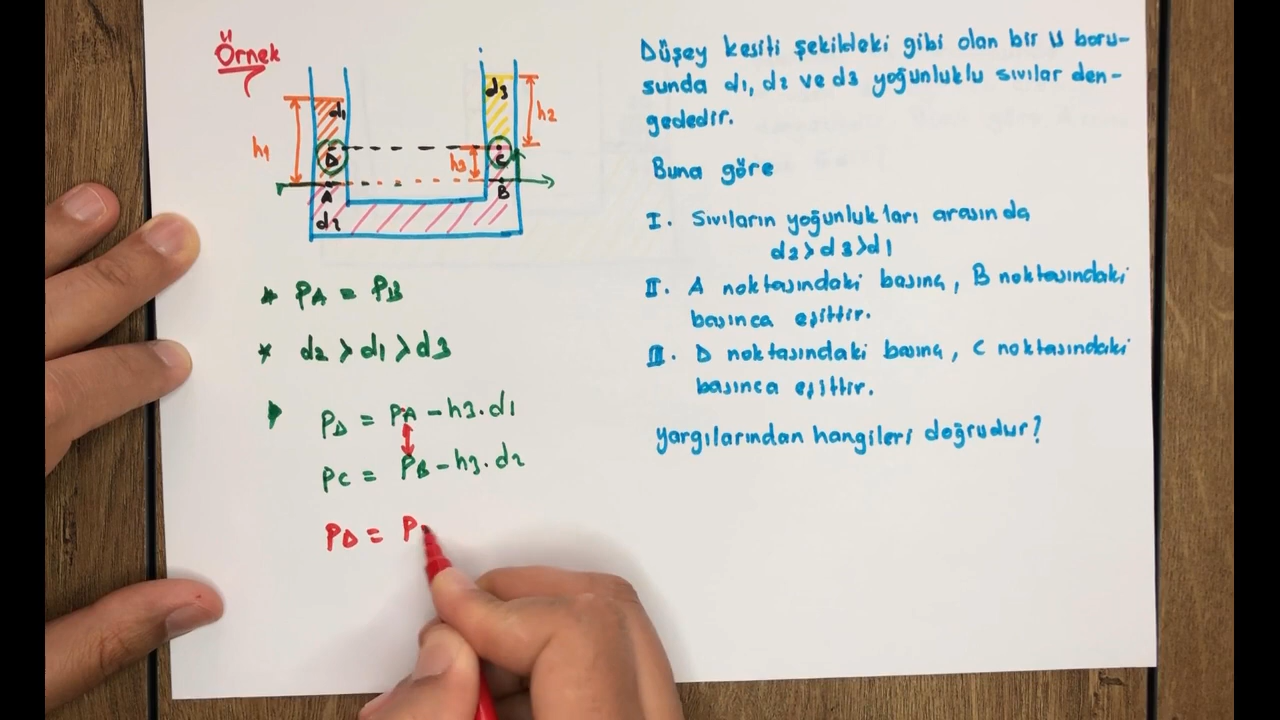 Örnek
d1
d3
h1
h2
D
C
h3
A
B
d2
* PA = PB
* d2 > d1 > d3
PD = PA - h3.d1
PC = PB - h3.d2
PD = P
Düşey kesiti şekildeki gibi olan bir U boru-
sunda d1, d2 ve d3 yoğunluklu sıvılar den-
gededir.
Buna göre
I. Sıvıların yoğunlukları arasında
d2 > d3 > d1
II. A noktasındaki basınç, B noktasındaki
basınca eşittir.
III. D noktasındaki basınç, C noktasındaki
basınca eşittir.
yargılarından hangileri doğrudur?